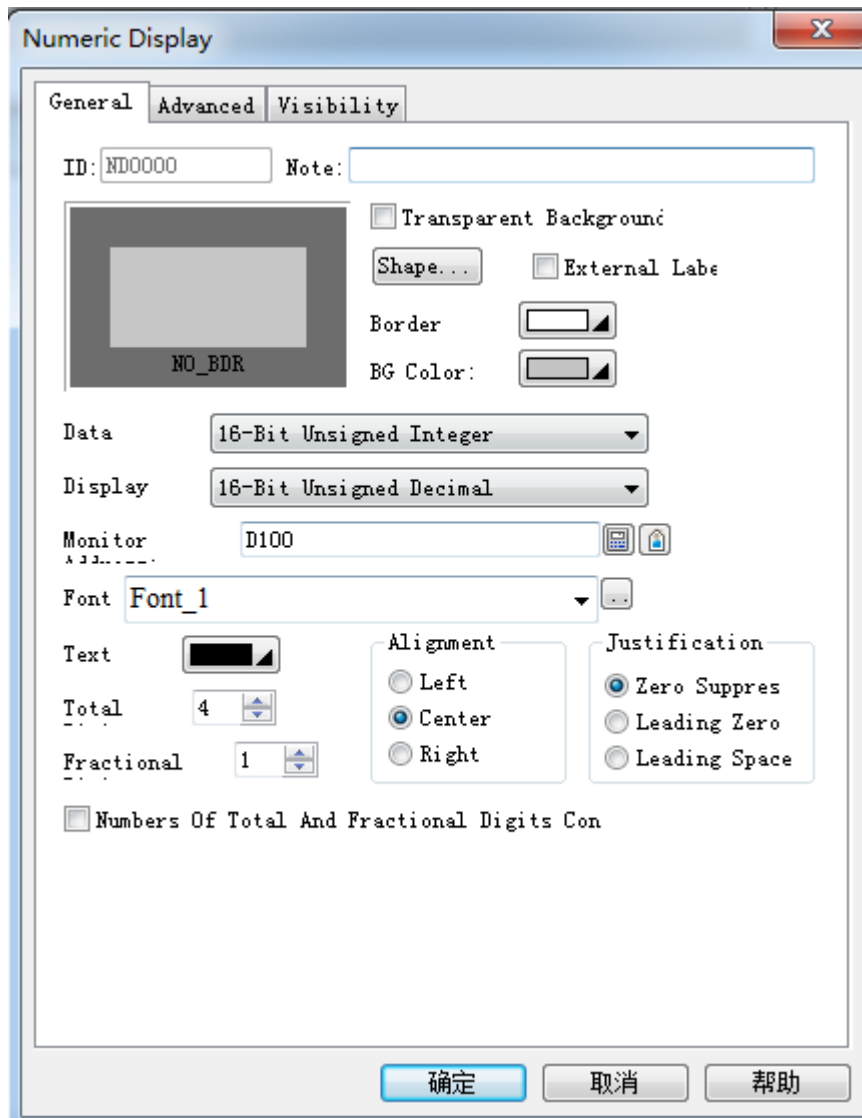 Numeric Display
General Advanced Visibility
ID: ND0000 Note:
Transparent Background
Shape... External Labe
Border
NO_BDR
BG Color:
Data 16-Bit Unsigned Integer
Display 16-Bit Unsigned Decimal
Monitor D100
Font Font_1 ..
Text Alignment Justification
Left Zero Suppres
Total 4 Center Leading Zero
Fractional 1 Right Leading Space
Numbers Of Total And Fractional Digits Con
确定 取消 帮助